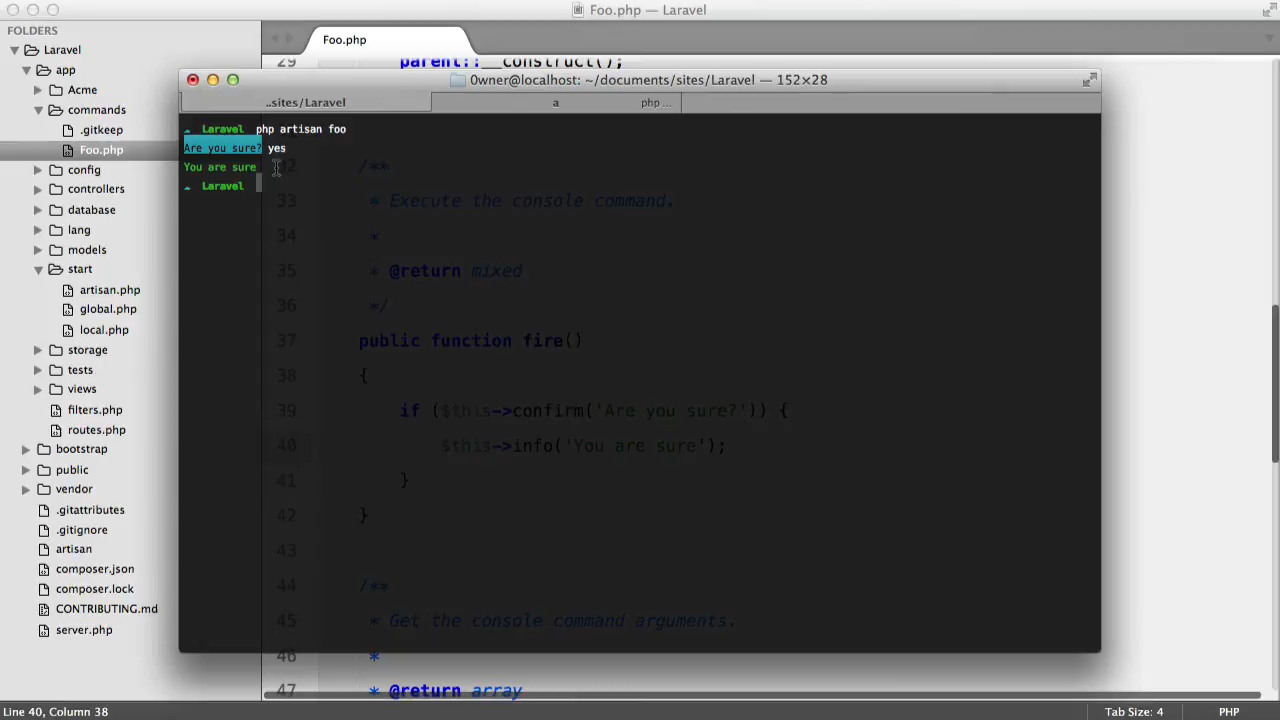 Foo.php — Laravel
FOLDERS
Laravel
app
Acme
commands
.gitkeep
Foo.php
config
controllers
database
lang
models
start
artisan.php
global.php
local.php
storage
tests
views
filters.php
routes.php
bootstrap
public
vendor
.gitattributes
.gitignore
artisan
composer.json
composer.lock
CONTRIBUTING.md
server.php
Foo.php
29 parent::__construct();
0wner@localhost: ~/documents/sites/Laravel — 152×28
..sites/Laravel
a
php ...
Laravel php artisan foo
Are you sure? yes
You are sure
Laravel
32 /**
33 * Execute the console command.
34 *
35 * @return mixed
36 */
37 public function fire()
38 {
39 if ($this->confirm('Are you sure?')) {
40 $this->info('You are sure');
41 }
42 }
43
44 /**
45 * Get the console command arguments.
46 *
47 * @return array
Line 40, Column 38
Tab Size: 4
PHP